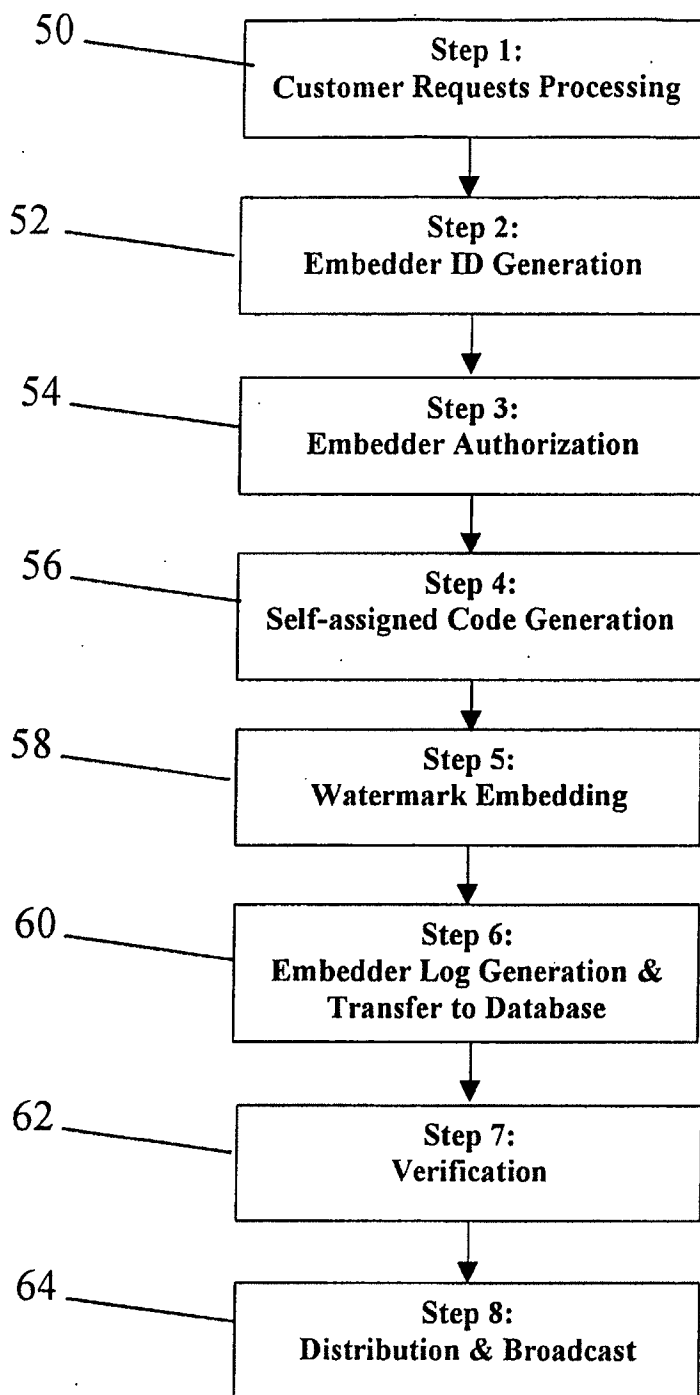 50
Step 1:
Customer Requests Processing
52
Step 2:
Embedder ID Generation
54
Step 3:
Embedder Authorization
56
Step 4:
Self-assigned Code Generation
58
Step 5:
Watermark Embedding
60
Step 6:
Embedder Log Generation &
Transfer to Database
62
Step 7:
Verification
64
Step 8:
Distribution & Broadcast